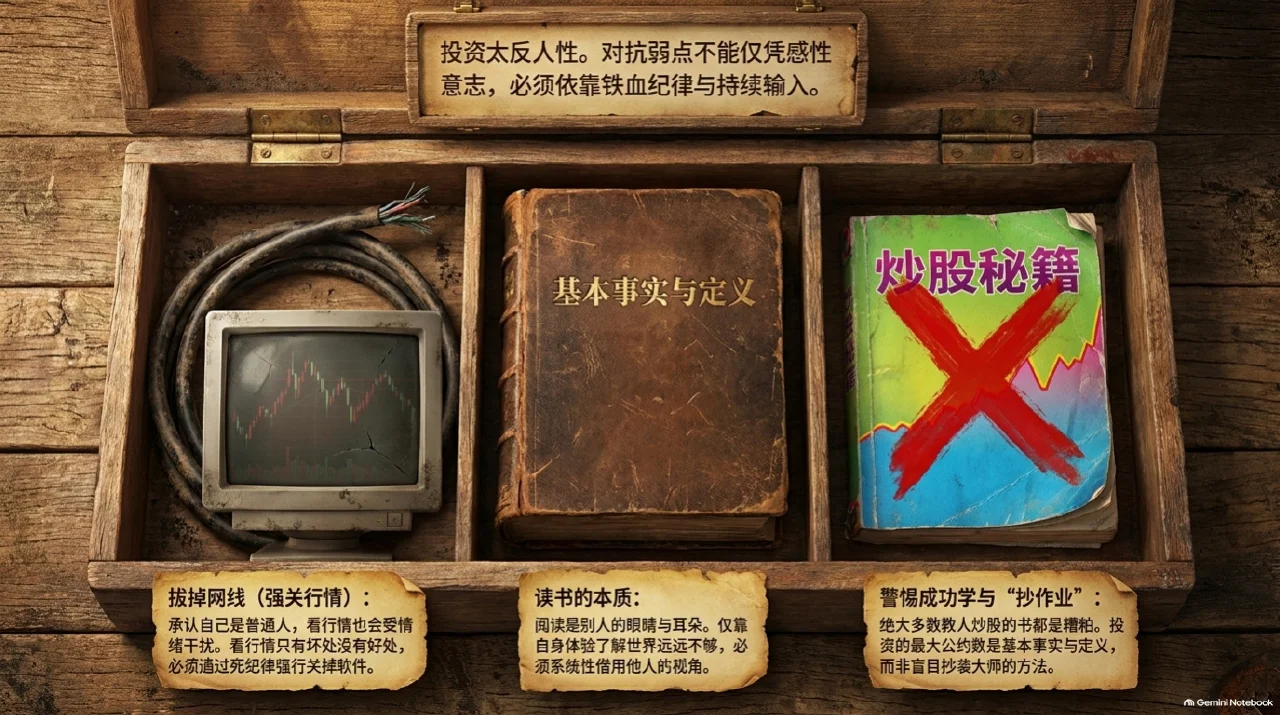 投资太反人性。对抗弱点不能仅凭感性
意志，必须依靠铁血纪律与持续输入。
基本事实与定义
炒股秘籍
拔掉网线（强关行情）：
承认自己是普通人，看行情也会受情
绪干扰。看行情只有坏处没有好处，
必须通过死纪律强行关掉软件。
读书的本质：
阅读是别人的眼睛与耳朵。仅靠
自身体验了解世界远远不够，必
须系统性借用他人的视角。
警惕成功学与“抄作业”：
绝大多数教人炒股的书都是糟粕。投
资的最大公约数是基本事实与定义，
而非盲目抄装大师的方法。
Gemini Notebook